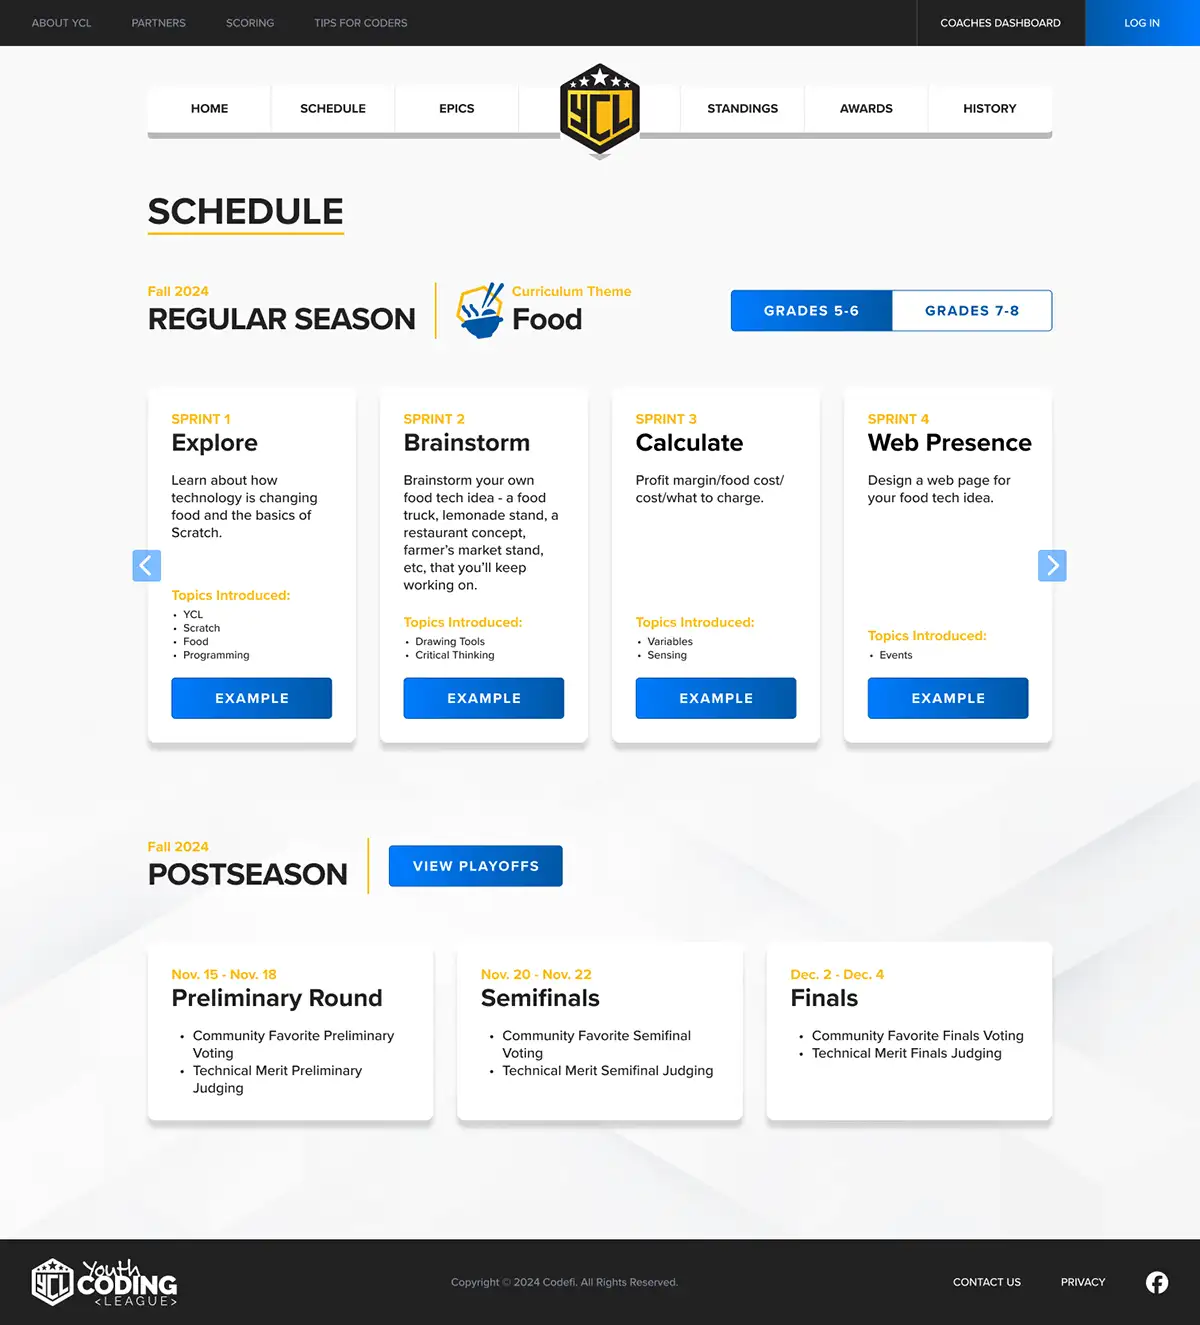 ABOUT YCL
PARTNERS
SCORING
TIPS FOR CODERS
COACHES DASHBOARD
LOG IN
HOME
SCHEDULE
EPICS
YCL
STANDINGS
AWARDS
HISTORY
SCHEDULE
Fall 2024
REGULAR SEASON
Curriculum Theme
Food
GRADES 5-6
GRADES 7-8
SPRINT 1
Explore
Learn about how
technology is changing
food and the basics of
Scratch.
Topics Introduced:
• YCL
• Scratch
• Food
• Programming
EXAMPLE
SPRINT 2
Brainstorm
Brainstorm your own
food tech idea - a food
truck, lemonade stand, a
restaurant concept,
farmer’s market stand,
etc, that you’ll keep
working on.
Topics Introduced:
• Drawing Tools
• Critical Thinking
EXAMPLE
SPRINT 3
Calculate
Profit margin/food cost/
cost/what to charge.
Topics Introduced:
• Variables
• Sensing
EXAMPLE
SPRINT 4
Web Presence
Design a web page for
your food tech idea.
Topics Introduced:
• Events
EXAMPLE
Fall 2024
POSTSEASON
VIEW PLAYOFFS
Nov. 15 - Nov. 18
Preliminary Round
• Community Favorite Preliminary
Voting
• Technical Merit Preliminary
Judging
Nov. 20 - Nov. 22
Semifinals
• Community Favorite Semifinal
Voting
• Technical Merit Semifinal Judging
Dec. 2 - Dec. 4
Finals
• Community Favorite Finals Voting
• Technical Merit Finals Judging
YCL
Youth
CODING
<LEAGUE>
Copyright © 2024 Codefi. All Rights Reserved.
CONTACT US
PRIVACY